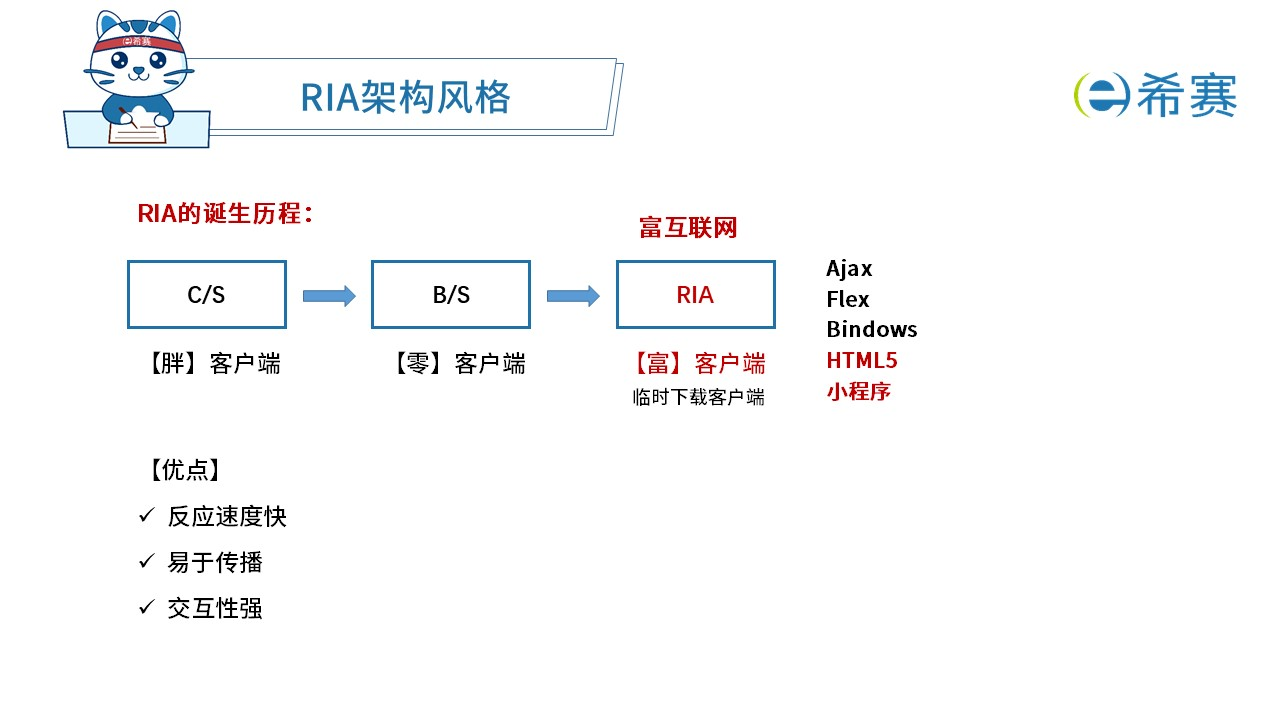 希赛
RIA架构风格
希赛
RIA的诞生历程：
富互联网
C/S
B/S
RIA
【胖】客户端
【零】客户端
【富】客户端
临时下载客户端
Ajax
Flex
Bindows
HTML5
小程序
【优点】
✓ 反应速度快
✓ 易于传播
✓ 交互性强